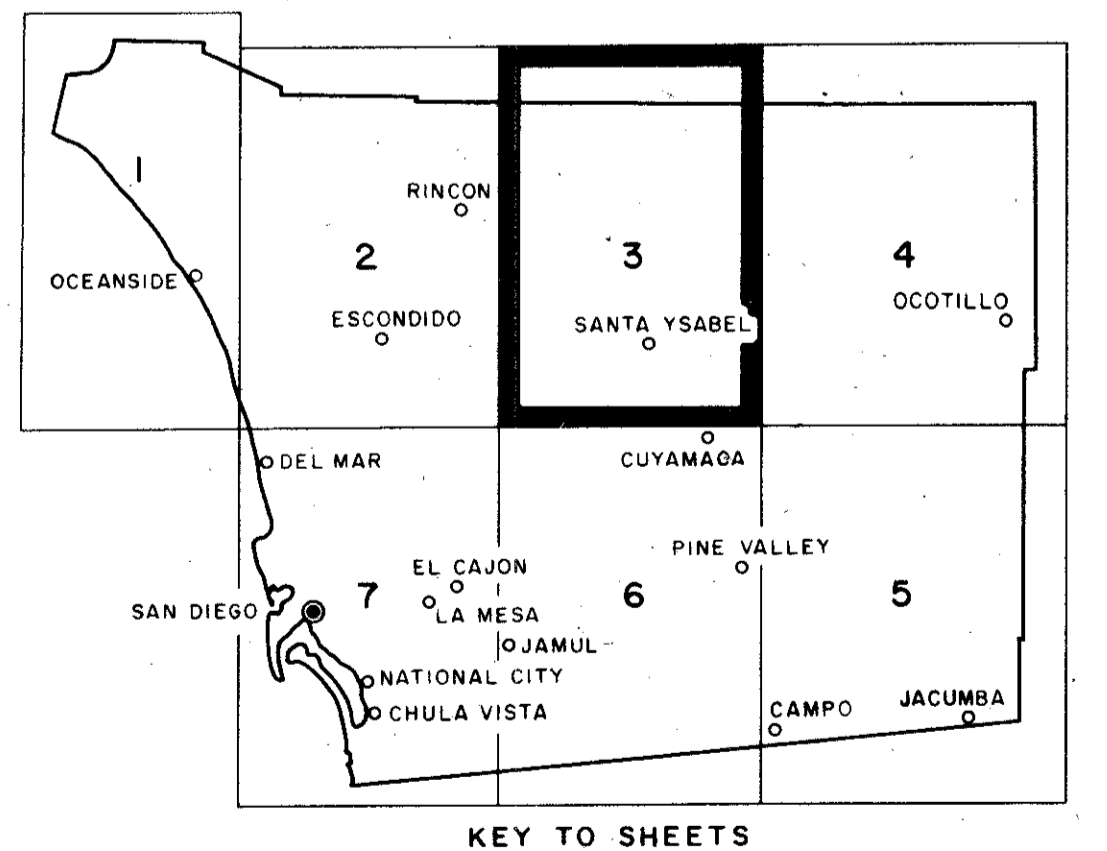 1
RINCON
2
3
4
OCEANSIDE
OCOTILLO
ESCONDIDO
SANTA YSABEL
DEL MAR
CUYAMACA
PINE VALLEY
EL CAJON
SAN DIEGO
7
6
5
LA MESA
JAMUL
NATIONAL CITY
CHULA VISTA
CAMPO
JACUMBA
KEY TO SHEETS